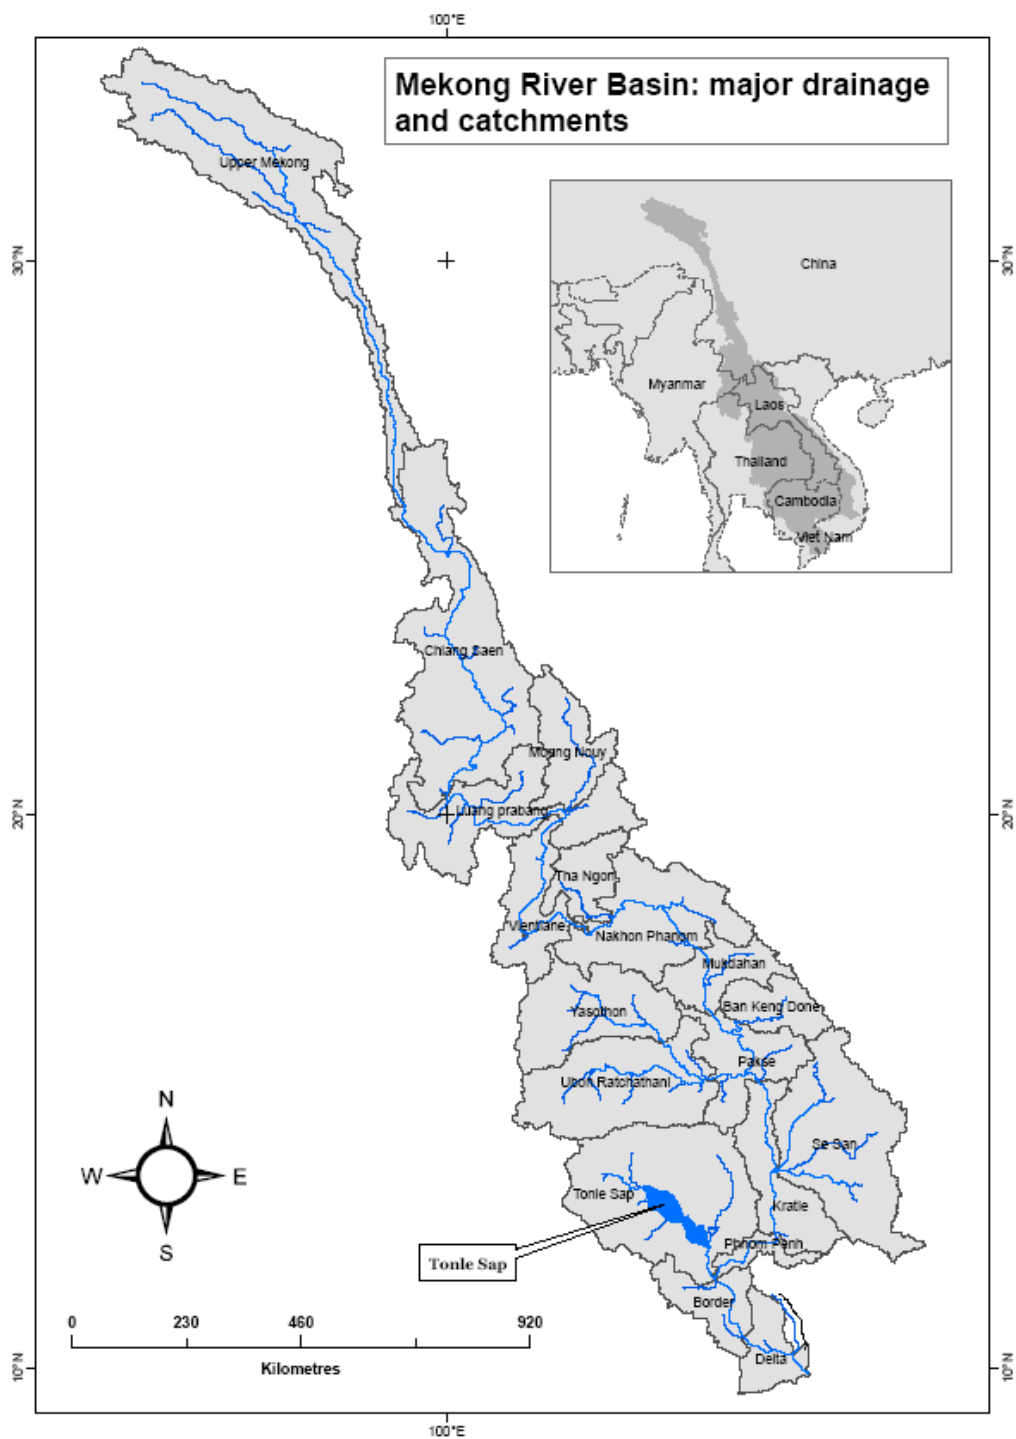 100°E
Mekong River Basin: major drainage
and catchments
Upper Mekong
30°N
30°N
China
Myanmar
Laos
Thailand
Cambodia
Viet Nam
Chiang Saen
Moung Nouy
Luang prabang
20°N
20°N
Tha Ngon
Vientiane
Nakhon Phanom
Mukdahan
Ban Keng Done
Yasothon
Pakse
Ubon Ratchathani
N
W
E
S
Se San
Tonle Sap
Kratie
Phnom Penh
Tonle Sap
Border
0
230
460
920
Kilometres
Delta
10°N
10°N
100°E